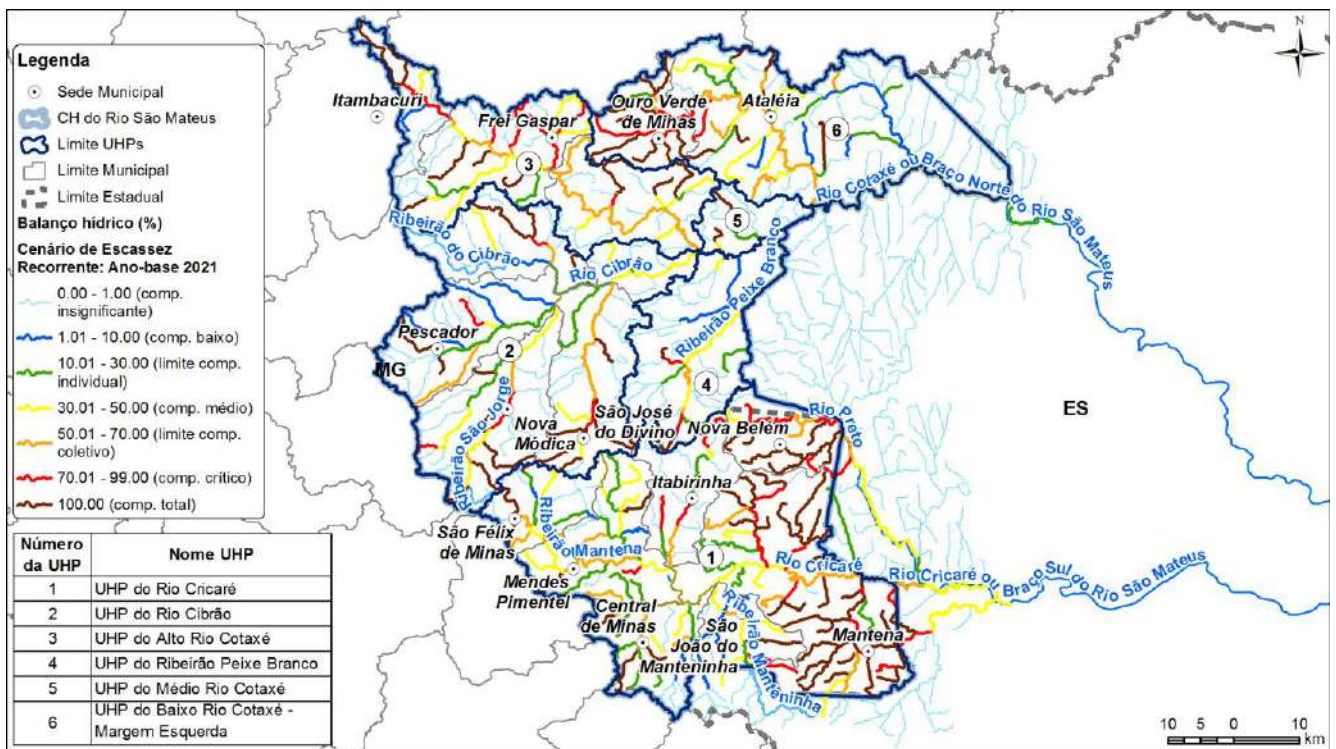 Legenda
Sede Municipal
CH do Rio São Mateus
Limite UHPs
Limite Municipal
Limite Estadual
Balanço hídrico (%)
Cenário de Escassez
Recorrente: Ano-base 2021
0.00 - 1.00 (comp.
insignificante)
1.01 - 10.00 (comp. baixo)
10.01 - 30.00 (limite comp.
individual)
30.01 - 50.00 (comp. médio)
50.01 - 70.00 (limite comp.
coletivo)
70.01 - 99.00 (comp. crítico)
100.00 (comp. total)
Número
da UHP
Nome UHP
1 UHP do Rio Cricaré
2 UHP do Rio Cibrão
3 UHP do Alto Rio Cotaxé
4 UHP do Ribeirão Peixe Branco
5 UHP do Médio Rio Cotaxé
6 UHP do Baixo Rio Cotaxé -
Margem Esquerda
N
Itambacuri
Frei Gaspar
Ouro Verde
de Minas
Ataléia
6
3
5
Rio Cotaxé ou Braço Norte do Rio São Mateus
Ribeirão do Cibrão
Rio Cibrão
Ribeirão Peixe Branco
Pescador
MG
2
4
ES
Ribeirão São Jorge
Nova
Módica
São José
do Divino
Nova Belém
Rio Preto
Itabirinha
São Félix
de Minas
Ribeirão Mantena
1
Rio Cricaré
Rio Cricaré ou Braço Sul do Rio São Mateus
Mendes
Pimentel
Central
de Minas
São
João do
Manteninha
Ribeirão Manteninha
Mantena
10 5 0 10
km